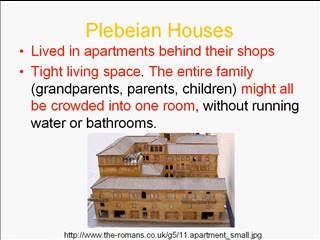 Plebeian Houses
• Lived in apartments behind their shops
• Tight living space. The entire family
(grandparents, parents, children) might all
be crowded into one room, without running
water or bathrooms.
http://www.the-romans.co.uk/g5/11.apartment_small.jpg